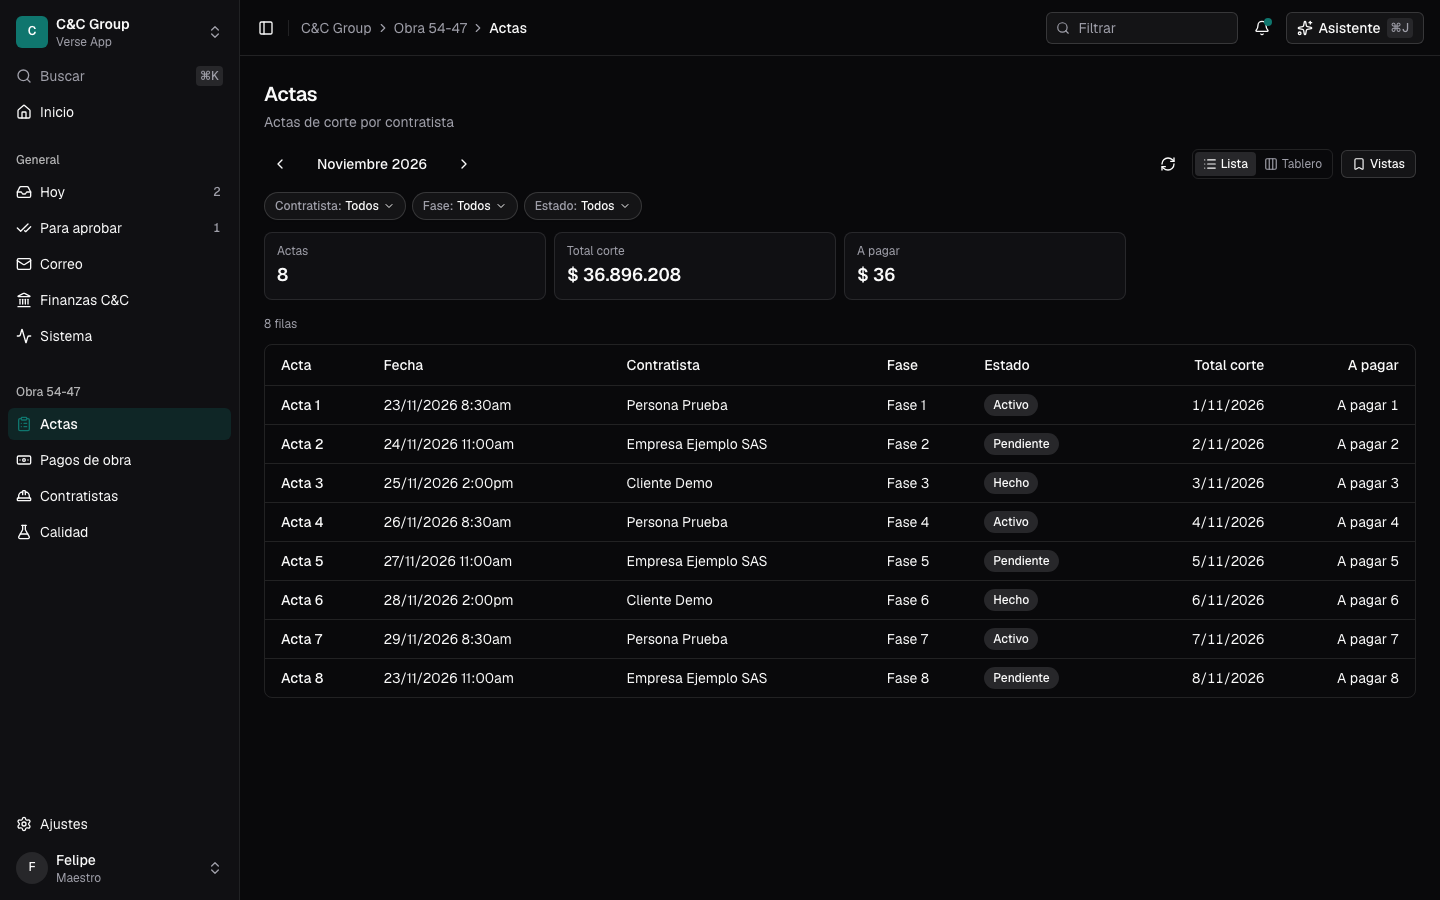 C
C&C Group
Verse App
Buscar ⌘K
Inicio
General
Hoy 2
Para aprobar 1
Correo
Finanzas C&C
Sistema
Obra 54-47
Actas
Pagos de obra
Contratistas
Calidad
Ajustes
F
Felipe
Maestro
C&C Group > Obra 54-47 > Actas
Filtrar
Asistente ⌘J
Actas
Actas de corte por contratista
Noviembre 2026
Lista Tablero Vistas
Contratista: Todos Fase: Todos Estado: Todos
Actas
8
Total corte
$ 36.896.208
A pagar
$ 36
8 filas
Acta Fecha Contratista Fase Estado Total corte A pagar
Acta 1 23/11/2026 8:30am Persona Prueba Fase 1 Activo 1/11/2026 A pagar 1
Acta 2 24/11/2026 11:00am Empresa Ejemplo SAS Fase 2 Pendiente 2/11/2026 A pagar 2
Acta 3 25/11/2026 2:00pm Cliente Demo Fase 3 Hecho 3/11/2026 A pagar 3
Acta 4 26/11/2026 8:30am Persona Prueba Fase 4 Activo 4/11/2026 A pagar 4
Acta 5 27/11/2026 11:00am Empresa Ejemplo SAS Fase 5 Pendiente 5/11/2026 A pagar 5
Acta 6 28/11/2026 2:00pm Cliente Demo Fase 6 Hecho 6/11/2026 A pagar 6
Acta 7 29/11/2026 8:30am Persona Prueba Fase 7 Activo 7/11/2026 A pagar 7
Acta 8 23/11/2026 11:00am Empresa Ejemplo SAS Fase 8 Pendiente 8/11/2026 A pagar 8